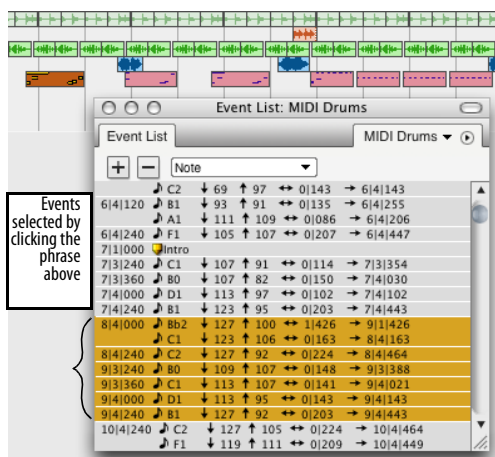 Event List: MIDI Drums
Event List
MIDI Drums
Note
C2 69 97 0|143 6|4|143
6|4|120 B1 93 91 0|135 6|4|255
A1 111 109 0|086 6|4|206
6|4|240 F1 105 107 0|207 6|4|447
7|1|000 Intro
7|3|240 C1 107 91 0|114 7|3|354
7|3|360 B0 107 82 0|150 7|4|030
7|4|000 D1 113 97 0|102 7|4|102
7|4|240 B1 123 95 0|203 7|4|443
8|4|000 Bb2 127 100 1|426 9|1|426
C1 123 106 0|163 8|4|163
8|4|240 C2 127 92 0|224 8|4|464
9|3|240 B0 109 107 0|148 9|3|388
9|3|360 C1 113 107 0|141 9|4|021
9|4|000 D1 113 95 0|143 9|4|143
9|4|240 B1 127 92 0|203 9|4|443
10|4|240 C2 127 105 0|224 10|4|464
F1 119 111 0|209 10|4|449
Events
selected by
clicking the
phrase
above